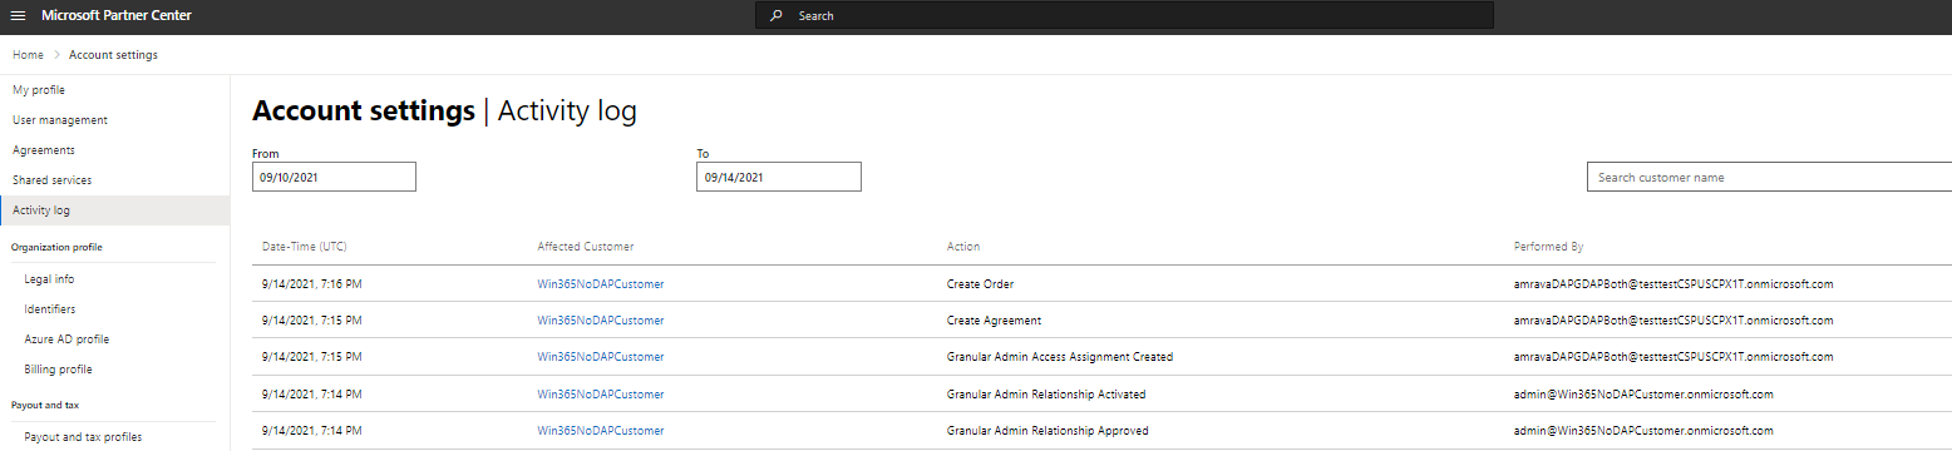 Microsoft Partner Center
Search
Home > Account settings
My profile
User management
Agreements
Shared services
Activity log
Organization profile
Legal info
Identifiers
Azure AD profile
Billing profile
Payout and tax
Payout and tax profiles
Account settings | Activity log
From To
09/10/2021 09/14/2021 Search customer name
Date-Time (UTC) Affected Customer Action Performed By
9/14/2021, 7:16 PM Win365NoDAPCustomer Create Order amravaDAPGDAPBoth@testtestCSPUSCPX1T.onmicrosoft.com
9/14/2021, 7:15 PM Win365NoDAPCustomer Create Agreement amravaDAPGDAPBoth@testtestCSPUSCPX1T.onmicrosoft.com
9/14/2021, 7:15 PM Win365NoDAPCustomer Granular Admin Access Assignment Created amravaDAPGDAPBoth@testtestCSPUSCPX1T.onmicrosoft.com
9/14/2021, 7:14 PM Win365NoDAPCustomer Granular Admin Relationship Activated admin@Win365NoDAPCustomer.onmicrosoft.com
9/14/2021, 7:14 PM Win365NoDAPCustomer Granular Admin Relationship Approved admin@Win365NoDAPCustomer.onmicrosoft.com